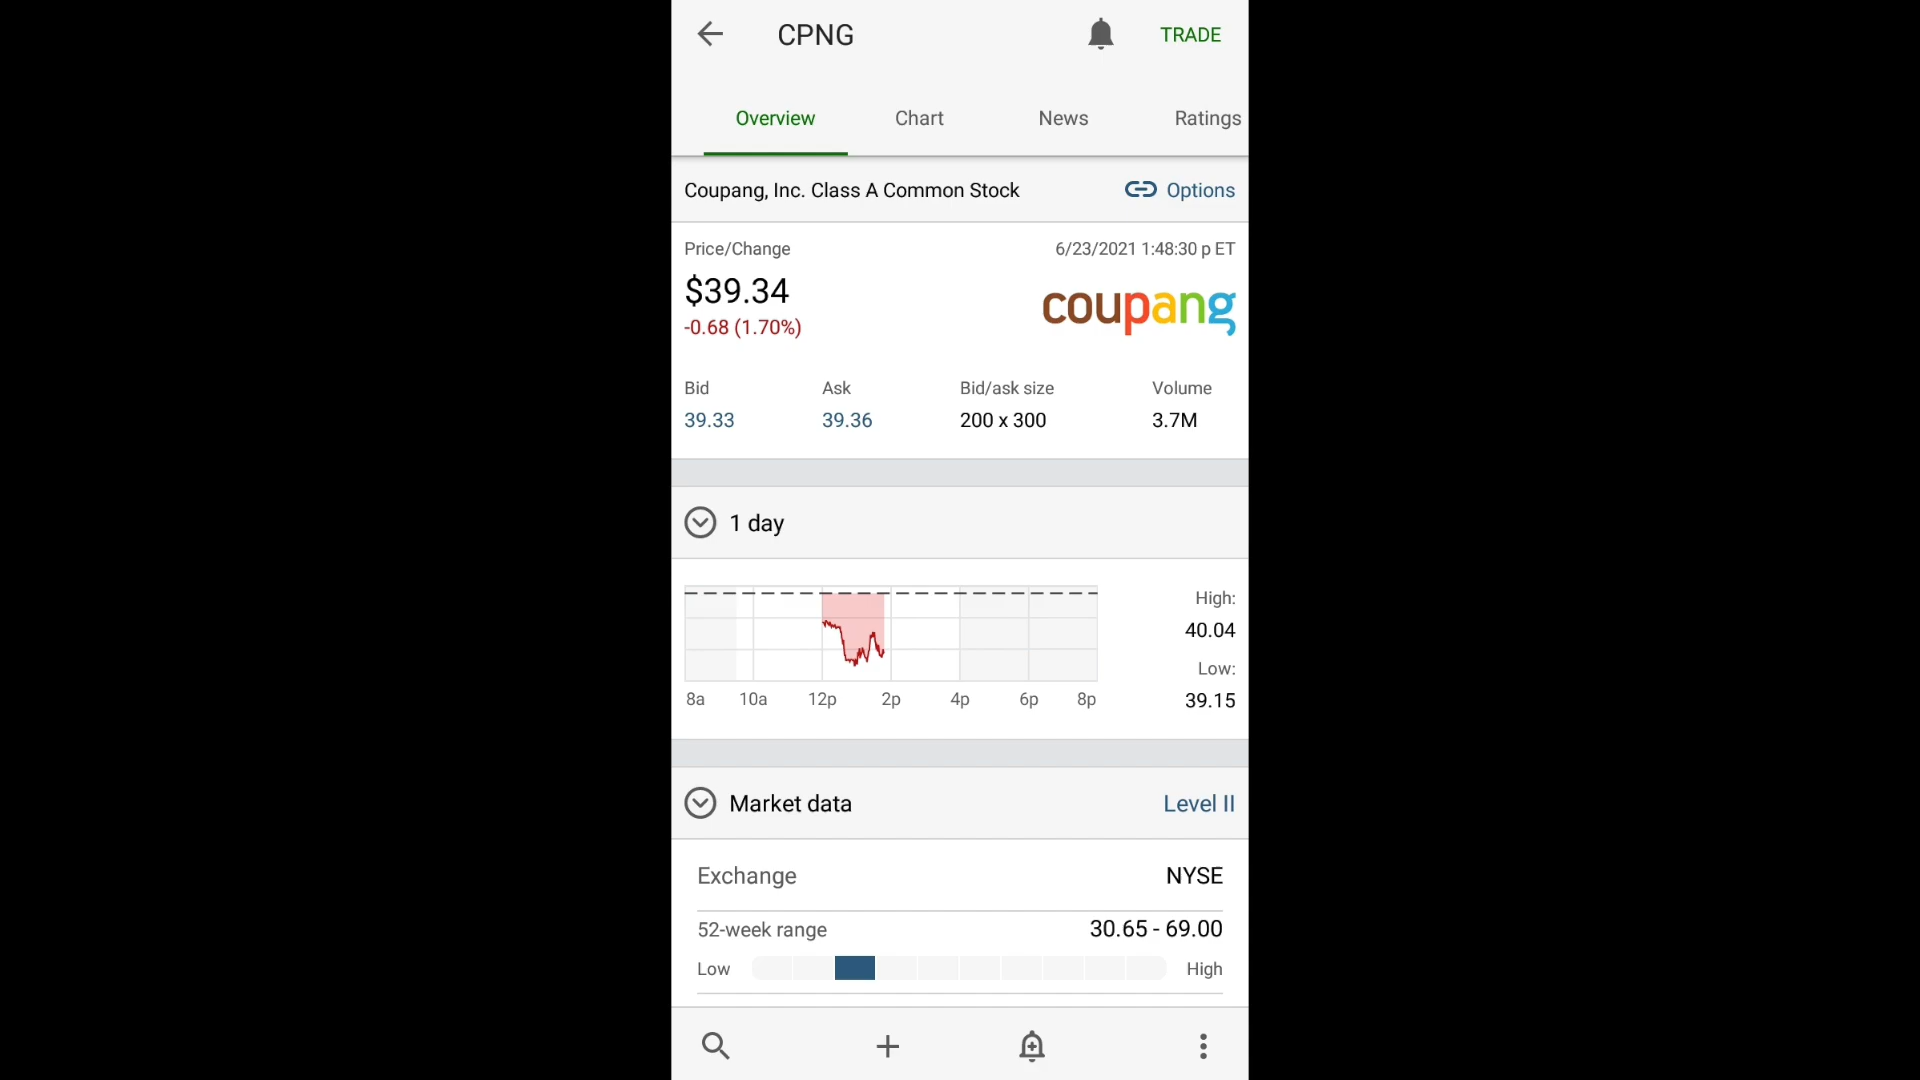 CPNG
TRADE
Overview Chart News Ratings
Coupang, Inc. Class A Common Stock Options
Price/Change 6/23/2021 1:48:30 p ET
$39.34
coupang
-0.68 (1.70%)
Bid Ask Bid/ask size Volume
39.33 39.36 200 x 300 3.7M
1 day
High:
40.04
Low:
39.15
8a 10a 12p 2p 4p 6p 8p
Market data Level II
Exchange NYSE
52-week range 30.65 - 69.00
Low High